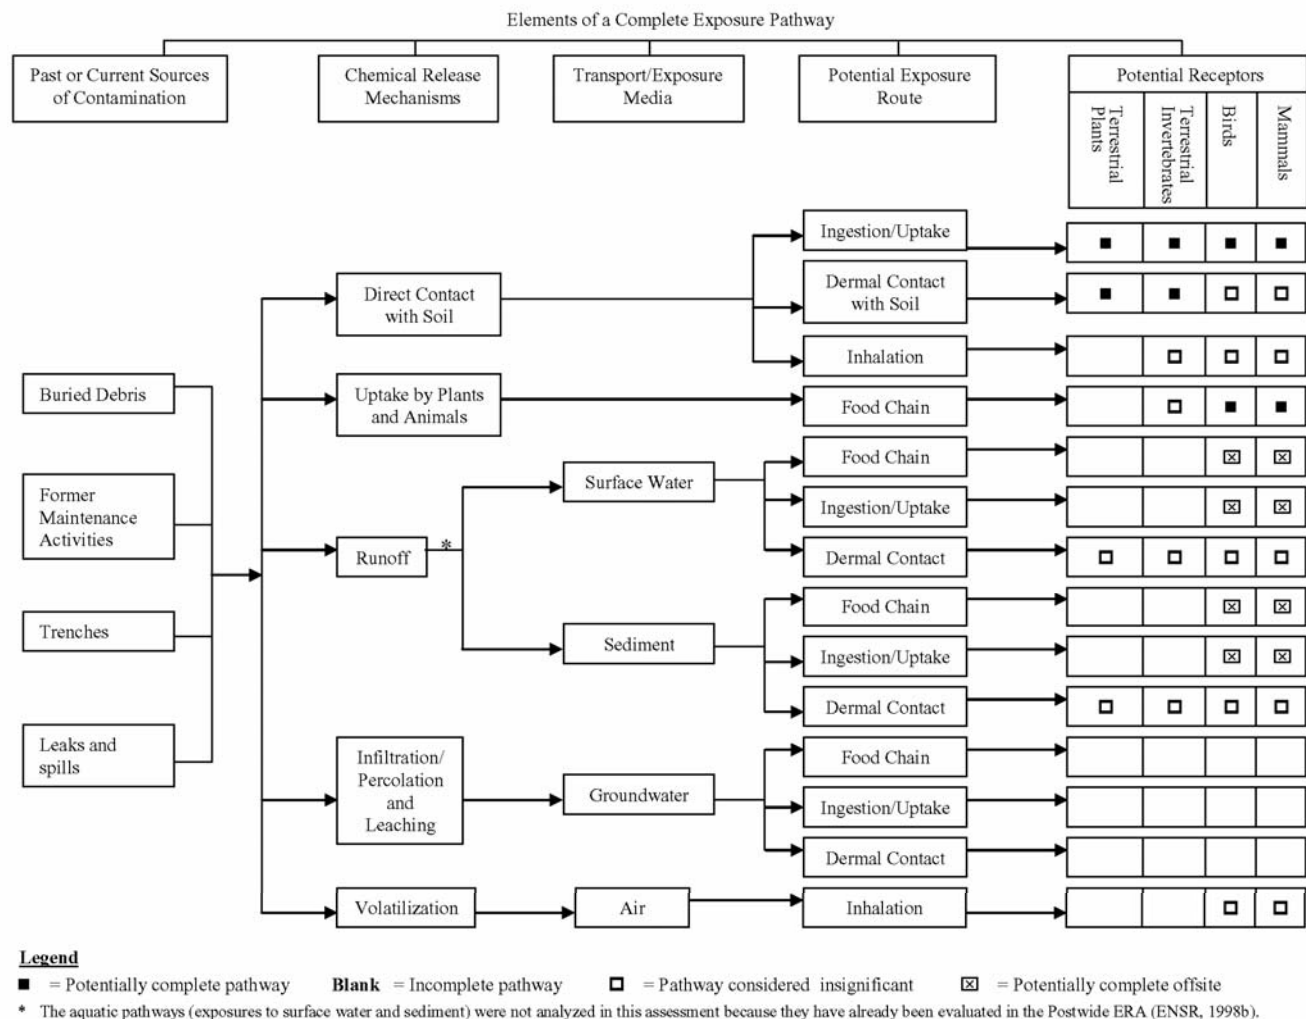 Elements of a Complete Exposure Pathway
Past or Current Sources
of Contamination
Chemical Release
Mechanisms
Transport/Exposure
Media
Potential Exposure
Route
Potential Receptors
Terrestrial
Plants
Terrestrial
Invertebrates
Birds
Mammals
Buried Debris
Former
Maintenance
Activities
Trenches
Leaks and
spills
Direct Contact
with Soil
Uptake by Plants
and Animals
Runoff
*
Infiltration/
Percolation
and
Leaching
Volatilization
Surface Water
Sediment
Groundwater
Air
Ingestion/Uptake
Dermal Contact
with Soil
Inhalation
Food Chain
Food Chain
Ingestion/Uptake
Dermal Contact
Food Chain
Ingestion/Uptake
Dermal Contact
Food Chain
Ingestion/Uptake
Dermal Contact
Inhalation
Legend
■ = Potentially complete pathway Blank = Incomplete pathway □ = Pathway considered insignificant ☒ = Potentially complete offsite
* The aquatic pathways (exposures to surface water and sediment) were not analyzed in this assessment because they have already been evaluated in the Postwide ERA (ENSR, 1998b).